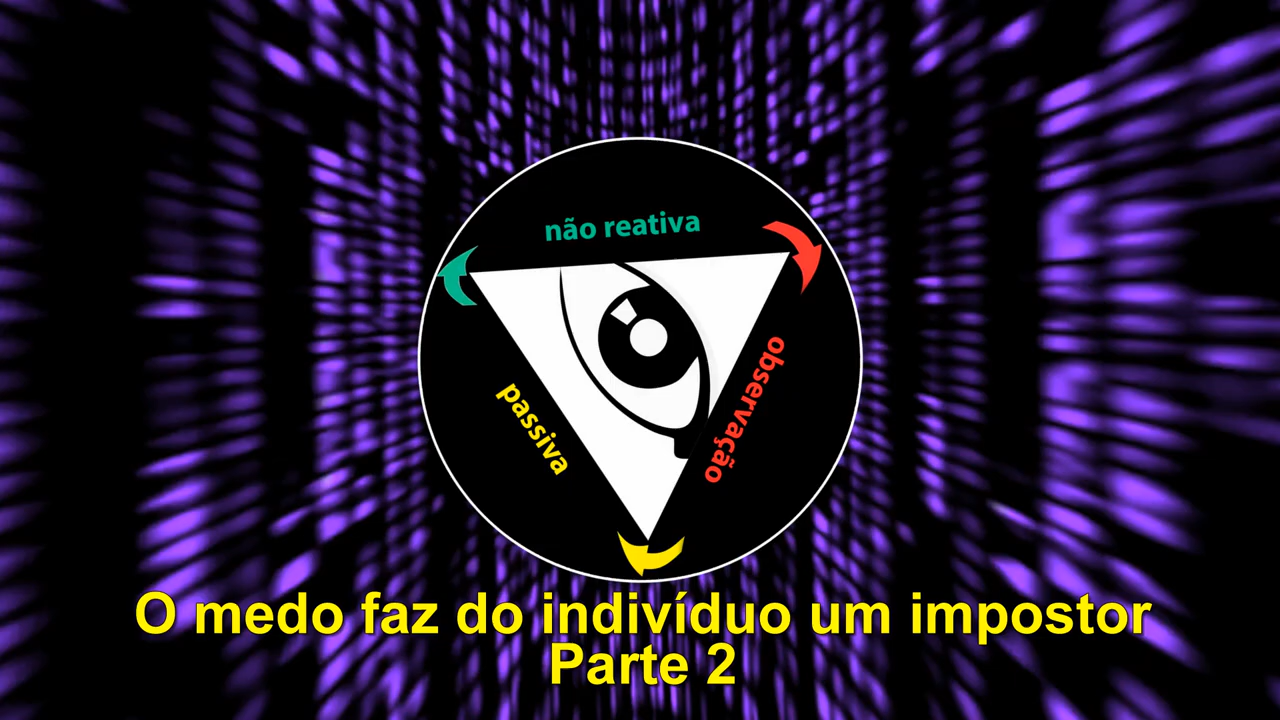 não reativa
observação
passiva
O medo faz do indivíduo um impostor
Parte 2